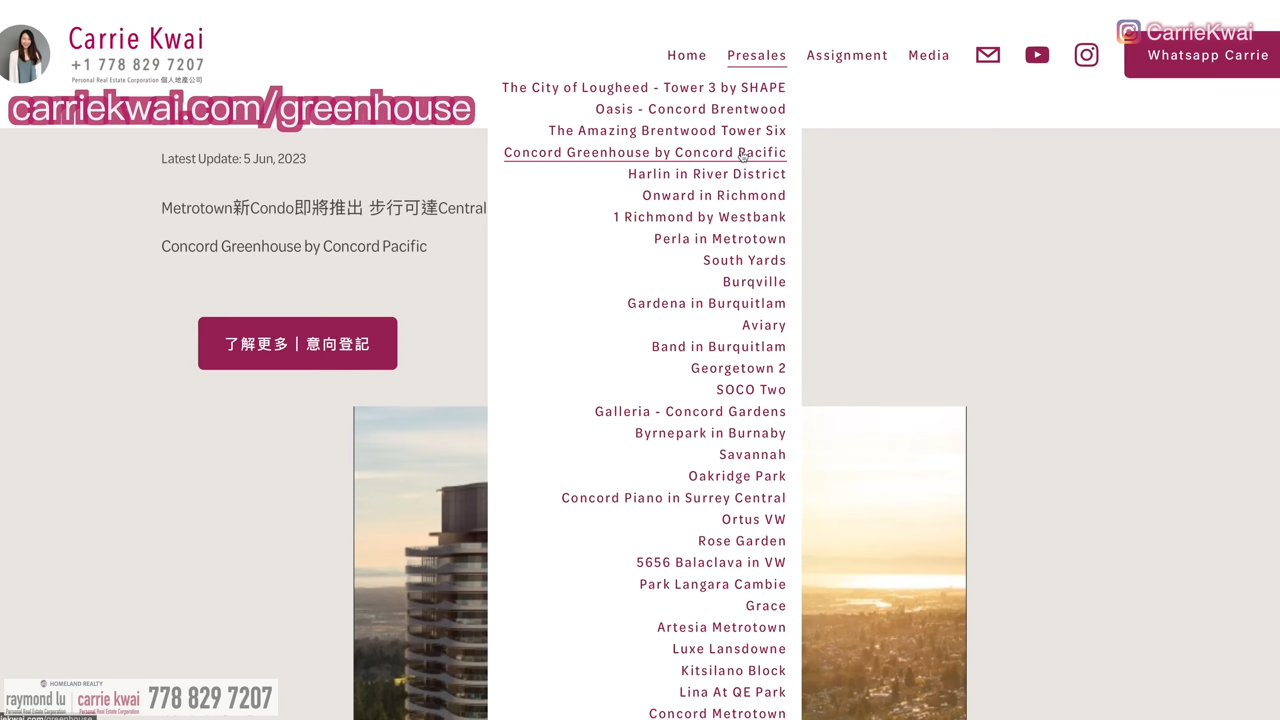 Carrie Kwai
+1 778 829 7207
Personal Real Estate Corporation 個人地產公司
carriekwai.com/greenhouse
Home
Presales
Assignment
Media
CarrieKwai
Whatsapp Carrie
Latest Update: 5 Jun, 2023
Metrotown新Condo即將推出 步行可達Central
Concord Greenhouse by Concord Pacific
了解更多 | 意向登記
The City of Lougheed - Tower 3 by SHAPE
Oasis - Concord Brentwood
The Amazing Brentwood Tower Six
Concord Greenhouse by Concord Pacific
Harlin in River District
Onward in Richmond
1 Richmond by Westbank
Perla in Metrotown
South Yards
Burqville
Gardena in Burquitlam
Aviary
Band in Burquitlam
Georgetown 2
SOCO Two
Galleria - Concord Gardens
Byrnepark in Burnaby
Savannah
Oakridge Park
Concord Piano in Surrey Central
Ortus VW
Rose Garden
5656 Balaclava in VW
Park Langara Cambie
Grace
Artesia Metrotown
Luxe Lansdowne
Kitsilano Block
Lina At QE Park
Concord Metrotown
HOMELAND REALTY
raymond lu
Personal Real Estate Corporation
carrie kwai
Personal Real Estate Corporation
778 829 7207